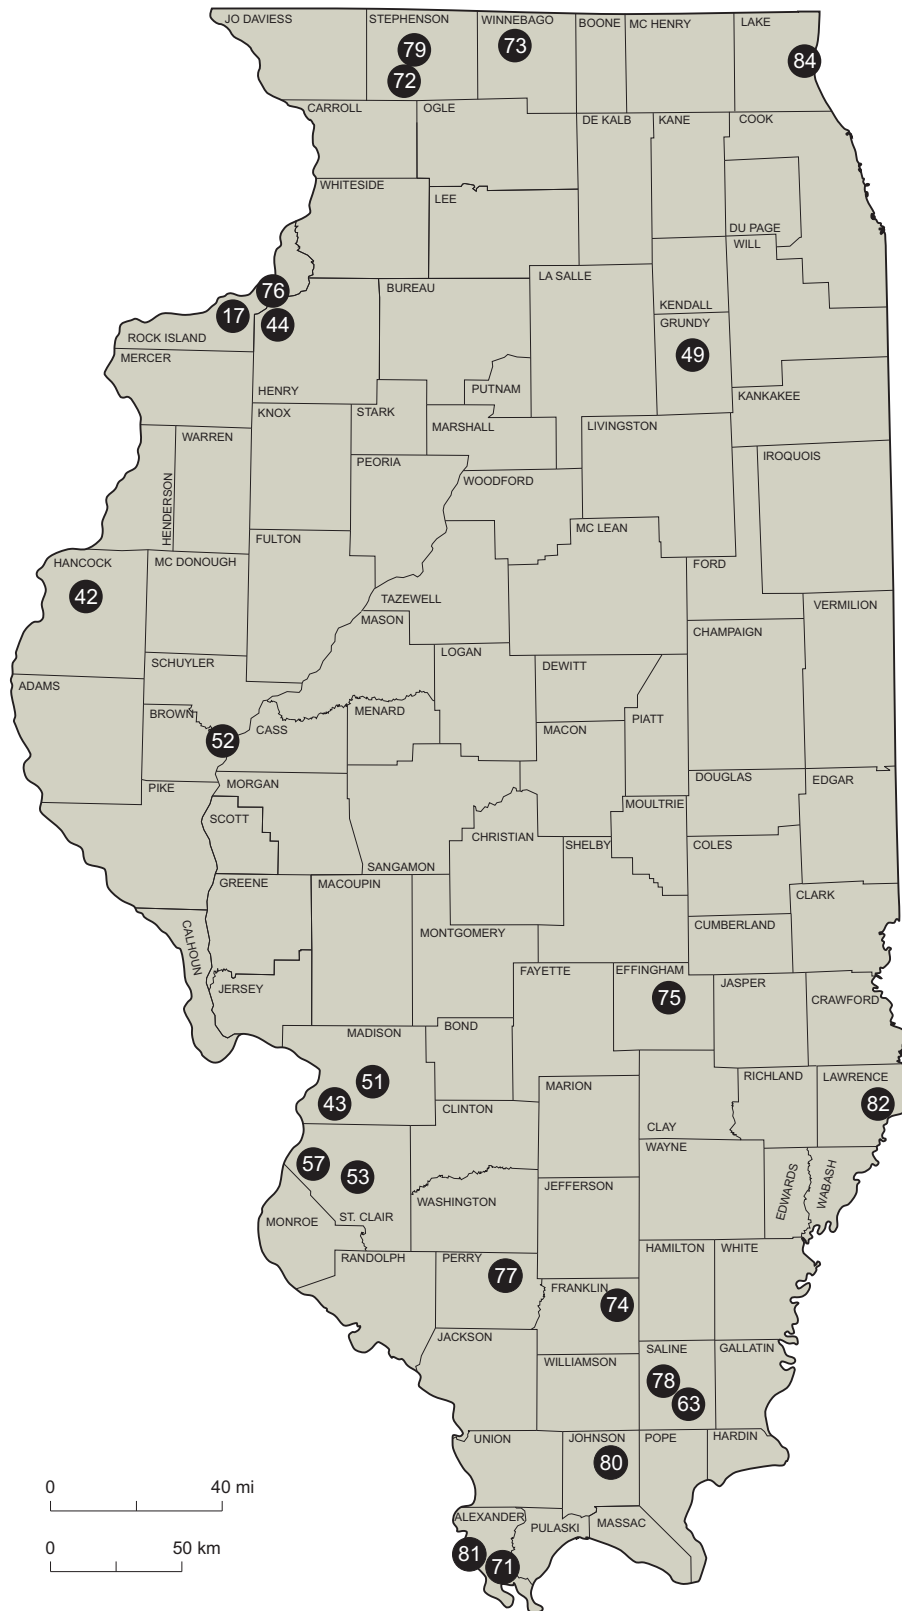 JO DAVIESS
STEPHENSON
WINNEBAGO
BOONE
MC HENRY
LAKE
79
73
72
84
CARROLL
OGLE
DE KALB
KANE
COOK
WHITESIDE
LEE
DU PAGE
WILL
76
17
44
BUREAU
LA SALLE
KENDALL
GRUNDY
ROCK ISLAND
MERCER
49
HENRY
PUTNAM
KANKAKEE
KNOX
STARK
MARSHALL
LIVINGSTON
WARREN
PEORIA
IROQUOIS
HENDERSON
WOODFORD
MC LEAN
FULTON
HANCOCK
MC DONOUGH
FORD
42
TAZEWELL
MASON
VERMILION
CHAMPAIGN
LOGAN
SCHUYLER
DEWITT
ADAMS
BROWN
MENARD
PIATT
52
CASS
MACON
PIKE
MORGAN
DOUGLAS
EDGAR
SCOTT
MOULTRIE
CHRISTIAN
SHELBY
COLES
SANGAMON
GREENE
MACOUPIN
CLARK
CALHOUN
MONTGOMERY
CUMBERLAND
FAYETTE
EFFINGHAM
JERSEY
75
JASPER
CRAWFORD
MADISON
BOND
51
MARION
RICHLAND
LAWRENCE
43
CLINTON
82
CLAY
WAYNE
57
53
WASHINGTON
JEFFERSON
EDWARDS
WABASH
MONROE
ST. CLAIR
RANDOLPH
PERRY
HAMILTON
WHITE
77
FRANKLIN
74
JACKSON
SALINE
GALLATIN
WILLIAMSON
78
63
UNION
JOHNSON
POPE
HARDIN
80
0
40 mi
ALEXANDER
PULASKI
MASSAC
0
50 km
81
71